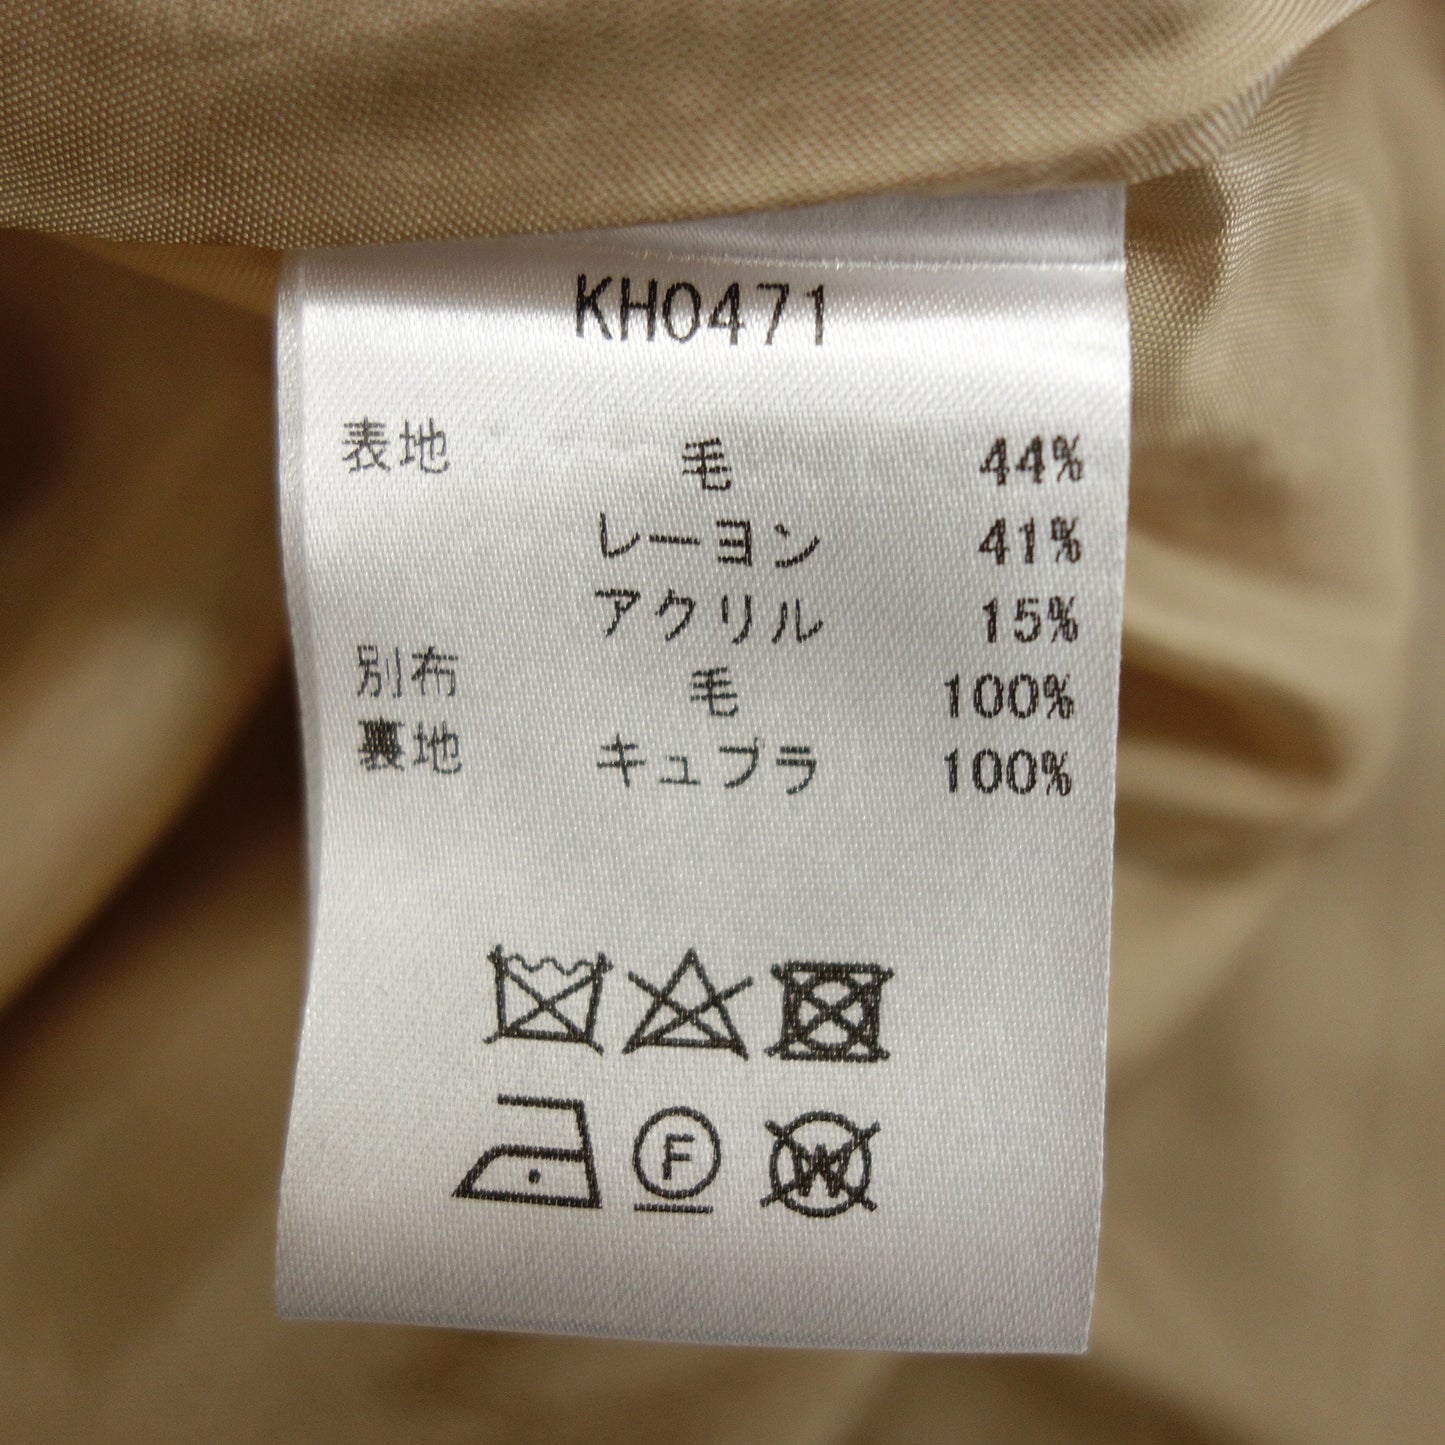 KH0471
表地 毛 44%
レーヨン 41%
アクリル 15%
別布 毛 100%
裏地 キュプラ 100%
F W